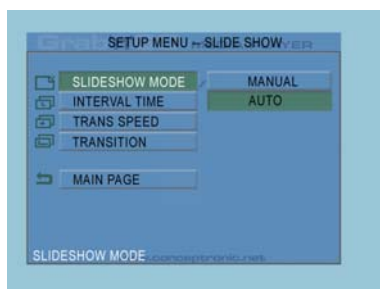 SETUP MENU ~ SLIDE SHOW
SLIDESHOW MODE
MANUAL
INTERVAL TIME
AUTO
TRANS SPEED
TRANSITION
MAIN PAGE
SLIDESHOW MODE